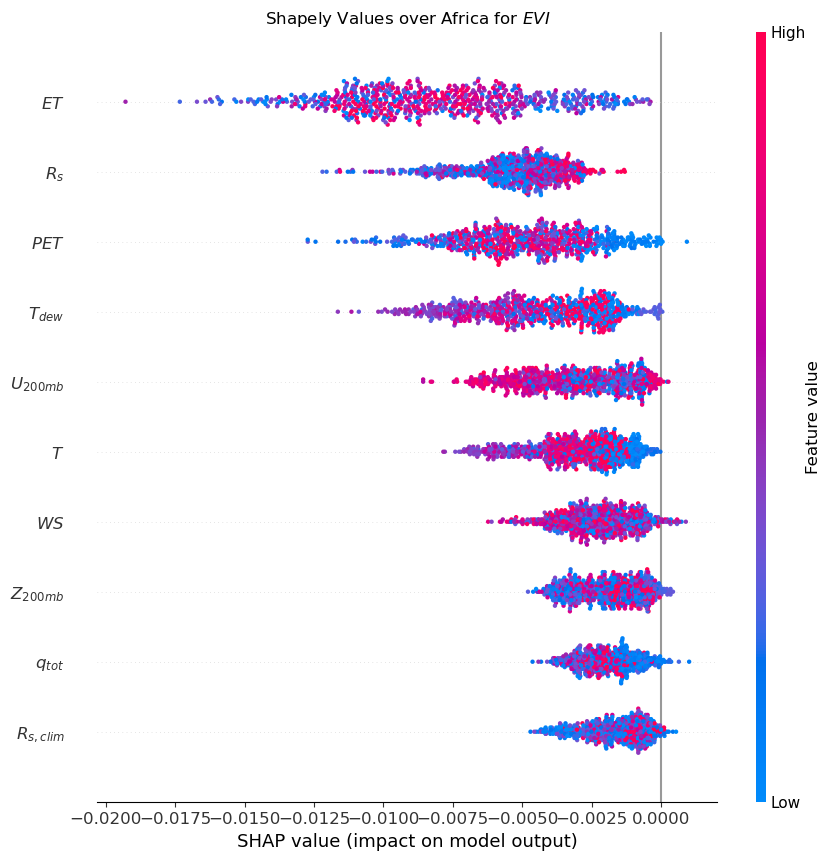 Shapely Values over Africa for EVI
High
ET
R_s
PET
T_dew
U_200mb
T
WS
Z_200mb
q_tot
R_s,clim
Feature value
Low
−0.0200 −0.0175 −0.0150 −0.0125 −0.0100 −0.0075 −0.0050 −0.0025 0.0000
SHAP value (impact on model output)